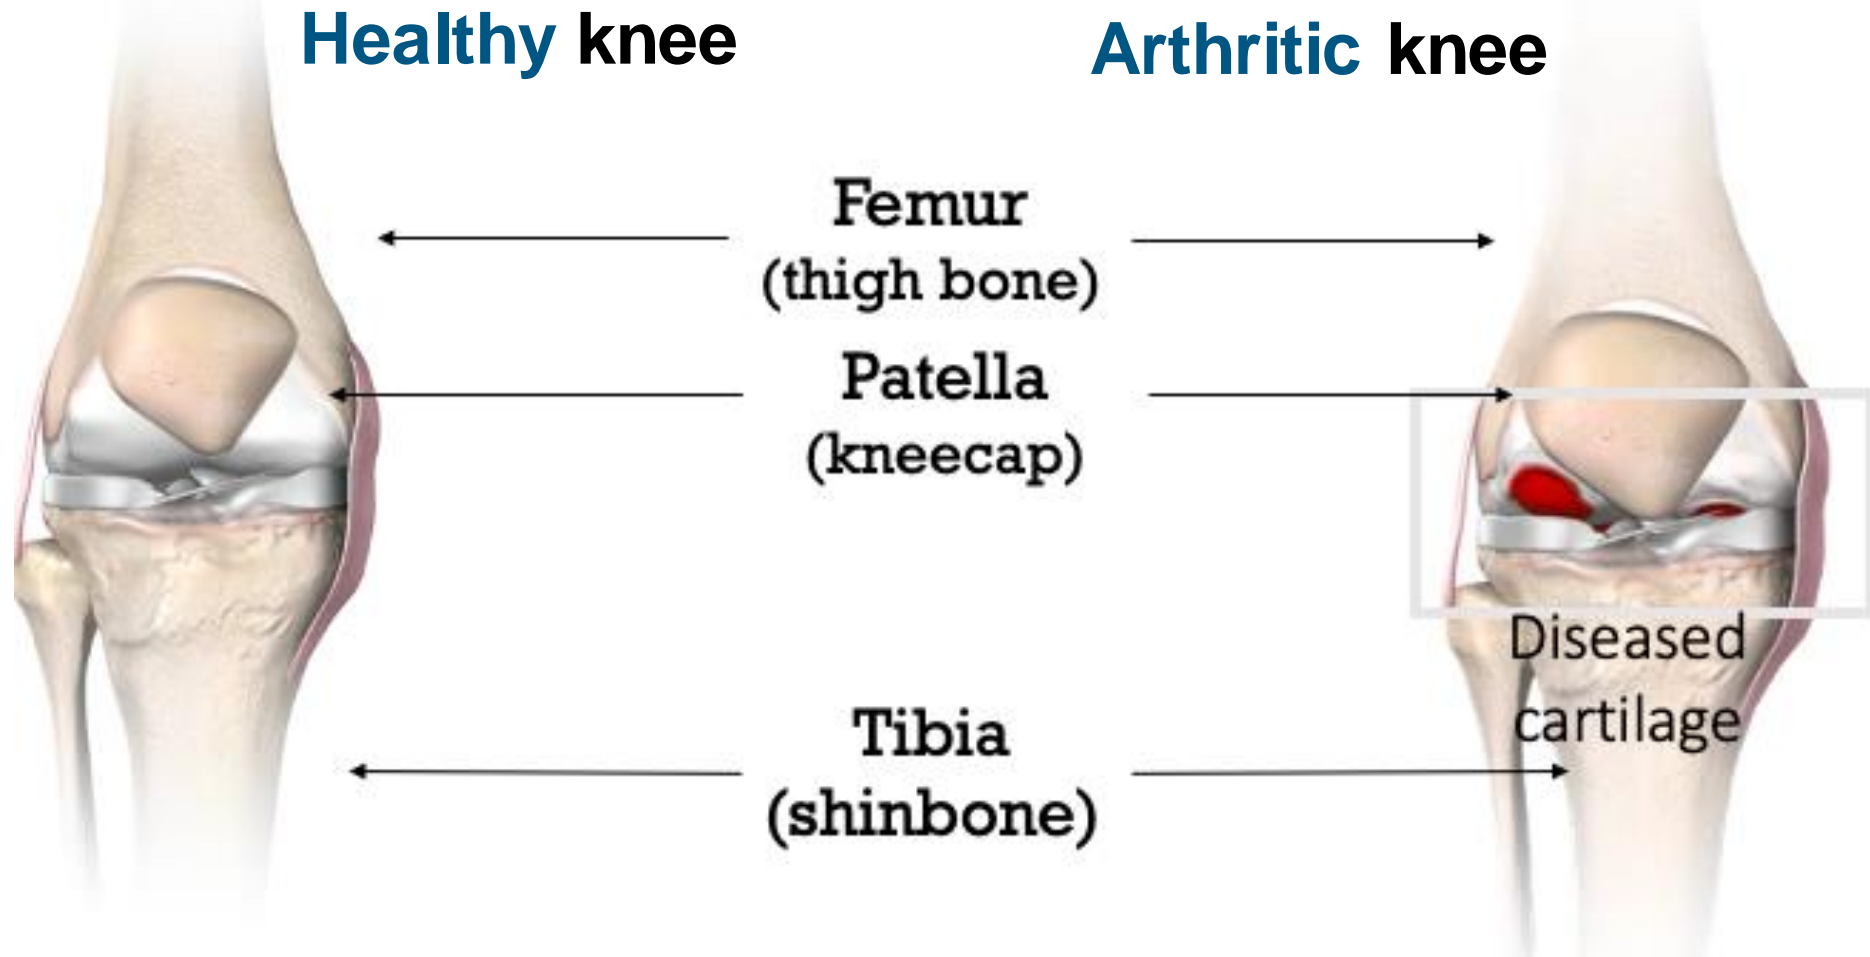 Healthy knee
Arthritic knee
Femur
(thigh bone)
Patella
(kneecap)
Diseased
cartilage
Tibia
(shinbone)